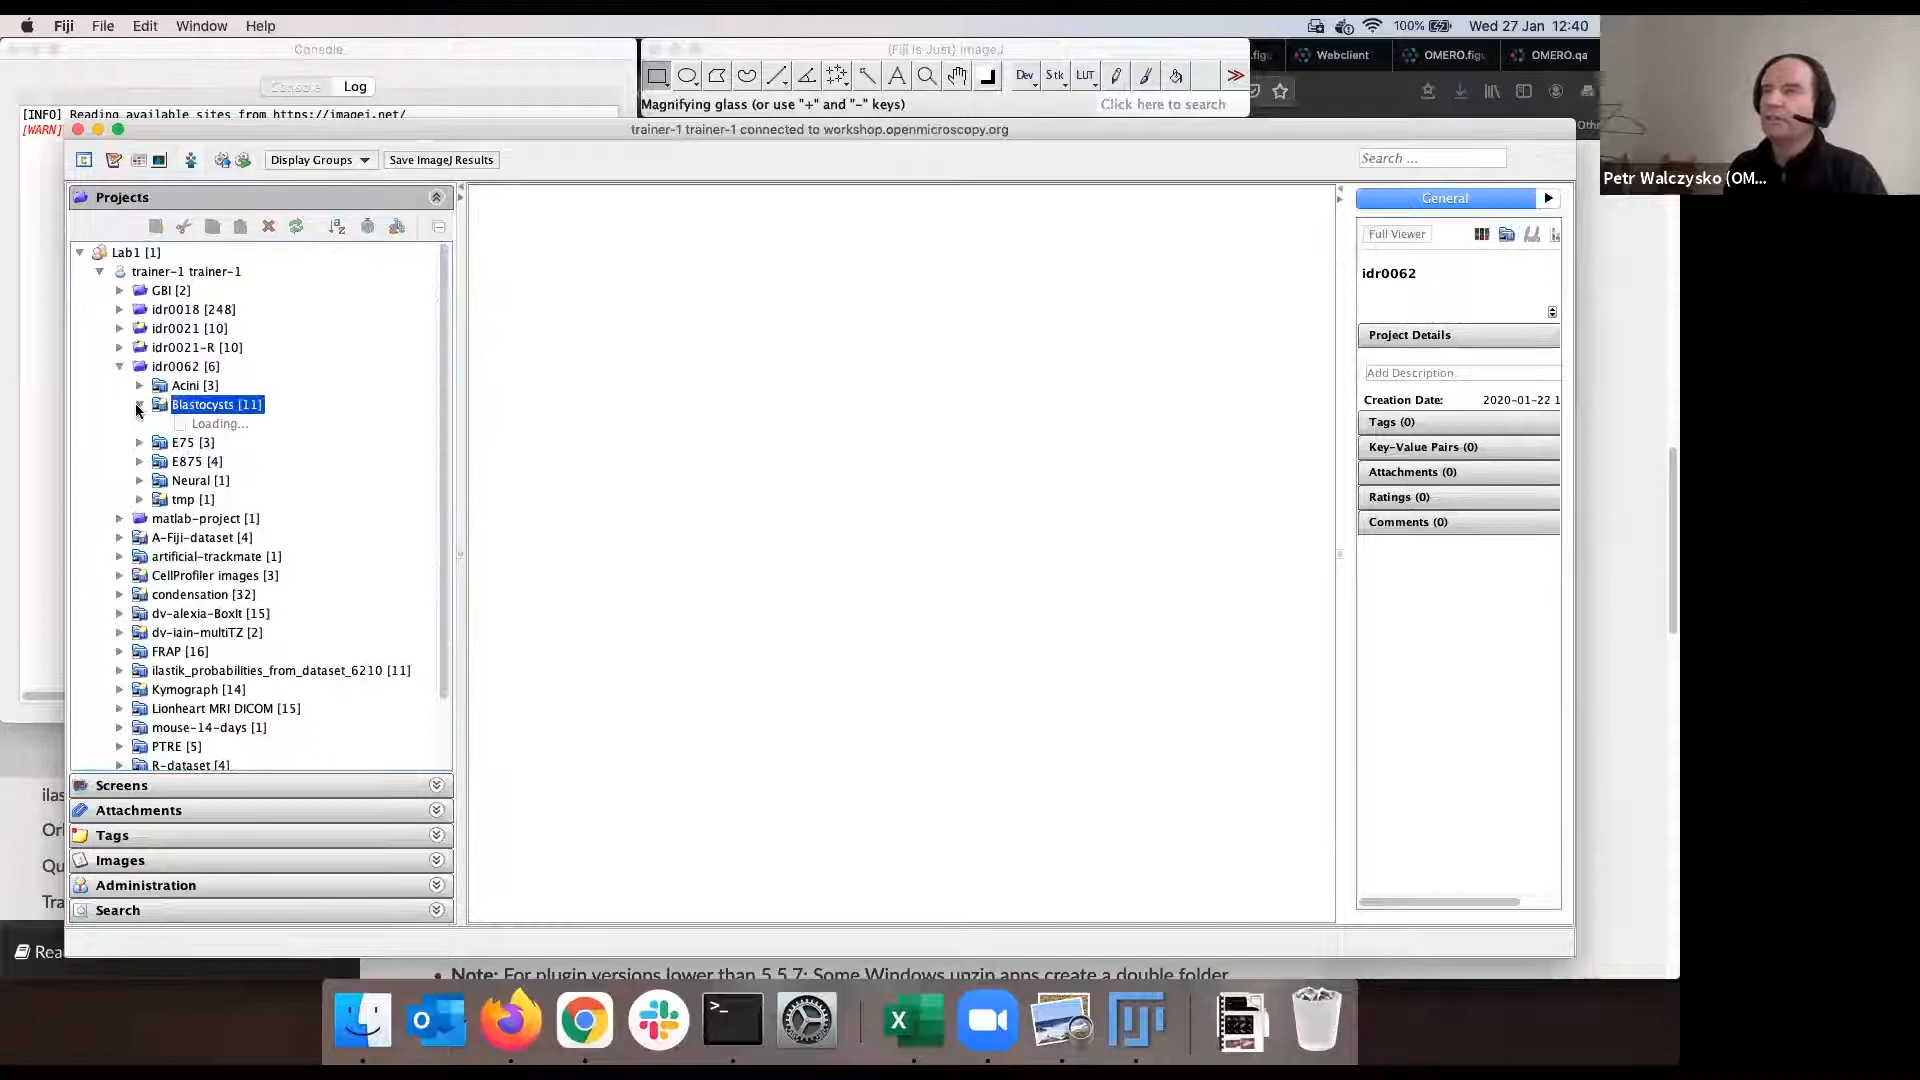 Fiji File Edit Window Help
100% Wed 27 Jan 12:40
Console
(Fiji Is Just) ImageJ
Webclient
OMERO.figu
OMERO.qa
Console Log
Dev Stk LUT
[INFO] Reading available sites from https://imagej.net/
[WARN]
Magnifying glass (or use "+" and "-" keys)
Click here to search
trainer-1 trainer-1 connected to workshop.openmicroscopy.org
Display Groups
Save ImageJ Results
Search ...
Petr Walczysko (OM...
Projects
General
Full Viewer
Lab1 [1]
trainer-1 trainer-1
idr0062
GBI [2]
idr0018 [248]
idr0021 [10]
Project Details
idr0021-R [10]
idr0062 [6]
Add Description
Acini [3]
Creation Date: 2020-01-22 1
Blastocysts [11]
Tags (0)
Loading...
Key-Value Pairs (0)
E75 [3]
E875 [4]
Attachments (0)
Neural [1]
Ratings (0)
tmp [1]
Comments (0)
matlab-project [1]
A-Fiji-dataset [4]
artificial-trackmate [1]
CellProfiler images [3]
condensation [32]
dv-alexia-BoxIt [15]
dv-iain-multiTZ [2]
FRAP [16]
ilastik_probabilities_from_dataset_6210 [11]
Kymograph [14]
Lionheart MRI DICOM [15]
mouse-14-days [1]
PTRE [5]
R-dataset [4]
Screens
Attachments
Tags
Images
Administration
Search
Note: For plugin versions lower than 5.5.7: Some Windows unzip apps create a double folder